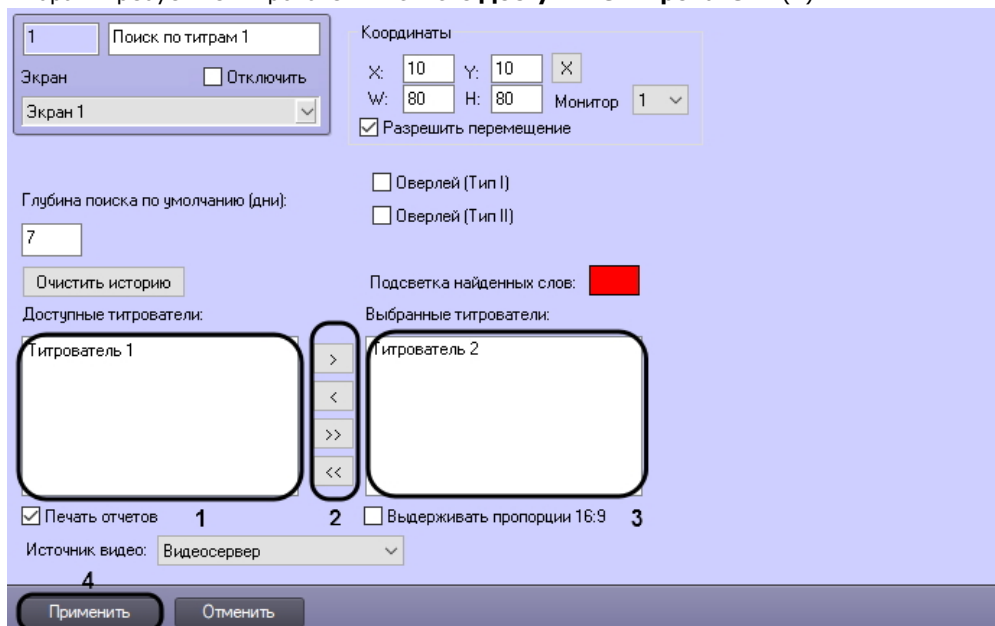 1 Поиск по титрам 1
Экран Отключить
Экран 1
Координаты
X: 10 Y: 10 X
W: 80 H: 80 Монитор 1
Разрешить перемещение
Оверлей (Тип I)
Оверлей (Тип II)
Глубина поиска по умолчанию (дни):
7
Очистить историю
Подсветка найденных слов:
Доступные титрователи:
Выбранные титрователи:
Титрователь 1
>
<
>>
<<
Титрователь 2
Печать отчетов 1
2
Выдерживать пропорции 16:9 3
Источник видео: Видеосервер
4
Применить Отменить